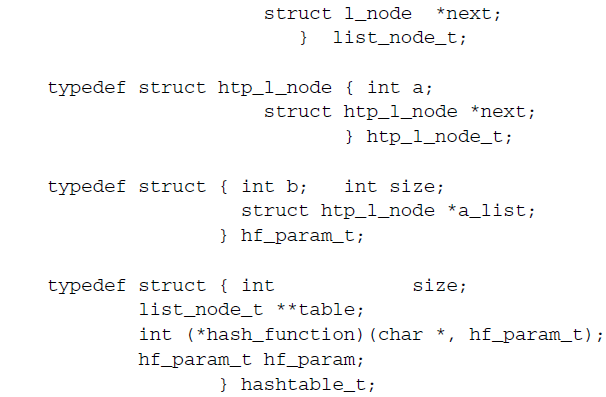 struct l_node *next;
} list_node_t;
typedef struct htp_l_node { int a;
struct htp_l_node *next;
} htp_l_node_t;
typedef struct { int b; int size;
struct htp_l_node *a_list;
} hf_param_t;
typedef struct { int size;
list_node_t **table;
int (*hash_function)(char *, hf_param_t);
hf_param_t hf_param;
} hashtable_t;